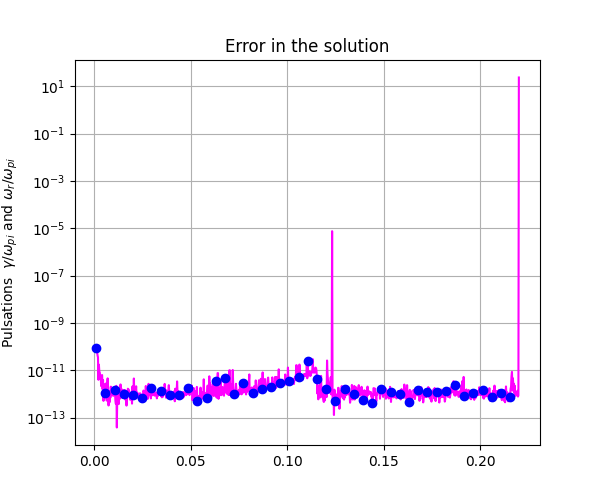 Error in the solution
Pulsations γ/ω_pi and ω_r/ω_pi
10^1
10^-1
10^-3
10^-5
10^-7
10^-9
10^-11
10^-13
0.00 0.05 0.10 0.15 0.20